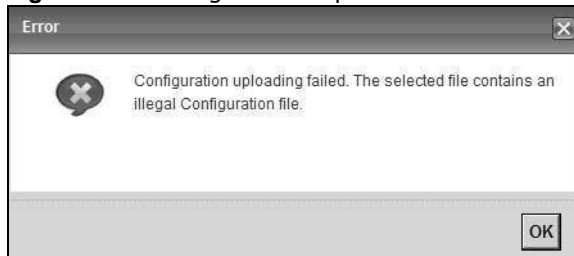 Error
Configuration uploading failed. The selected file contains an
illegal Configuration file.
OK